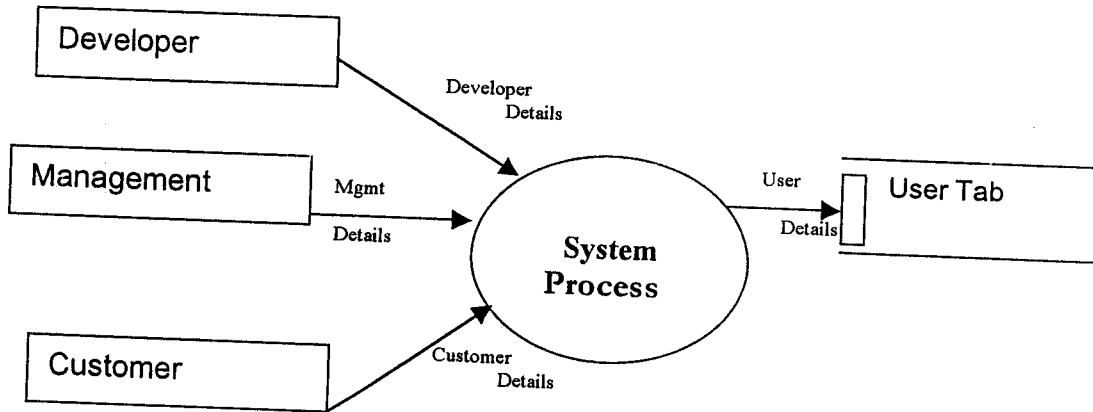 Developer
Developer
Details
Management
Mgmt
Details
User
Details
User Tab
System
Process
Customer
Customer
Details